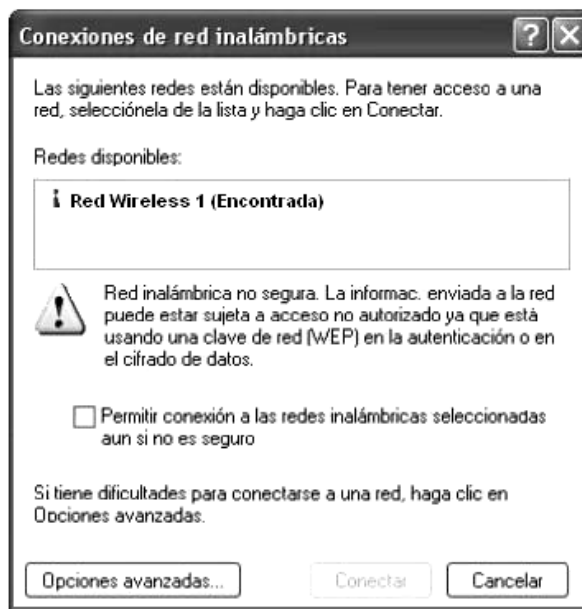 Conexiones de red inalámbricas
Las siguientes redes están disponibles. Para tener acceso a una
red, selecciónela de la lista y haga clic en Conectar.
Redes disponibles:
Red Wireless 1 (Encontrada)
Red inalámbrica no segura. La informac. enviada a la red
puede estar sujeta a acceso no autorizado ya que está
usando una clave de red (WEP) en la autenticación o en
el cifrado de datos.
Permitir conexión a las redes inalámbricas seleccionadas
aun si no es seguro
Si tiene dificultades para conectarse a una red, haga clic en
Opciones avanzadas.
Opciones avanzadas... Conectar Cancelar